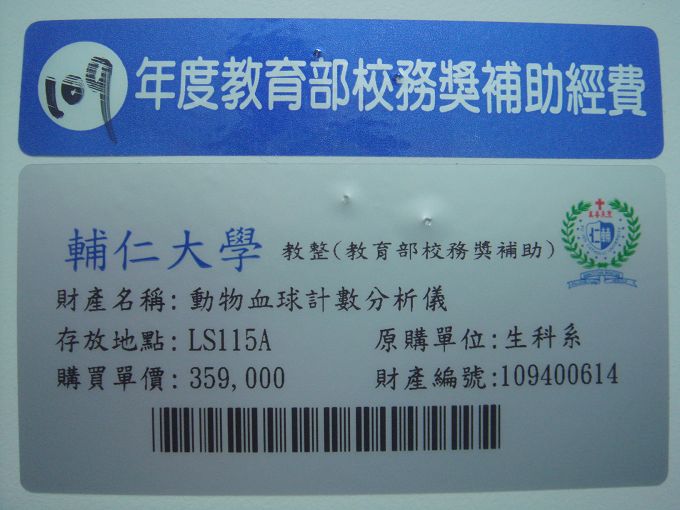 109 年度教育部校務獎補助經費
輔仁大學 教整(教育部校務獎補助)
財產名稱: 動物血球計數分析儀
存放地點: LS115A 原購單位:生科系
購買單價: 359,000 財產編號:109400614